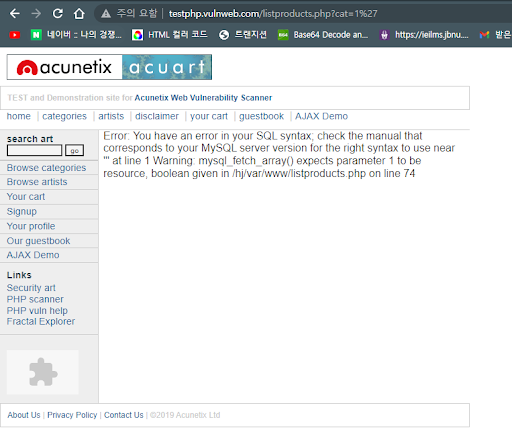 주의 요함 | testphp.vulnweb.com/listproducts.php?cat=1%27
N 네이버 :: 나의 경쟁... HTML 컬러 코드 트랜지션 B64 Base64 Decode an... https://ieilms.jbnu.... 받은
acunetix acuart
TEST and Demonstration site for Acunetix Web Vulnerability Scanner
home | categories | artists | disclaimer | your cart | guestbook | AJAX Demo
search art
go
Browse categories
Browse artists
Your cart
Signup
Your profile
Our guestbook
AJAX Demo
Links
Security art
PHP scanner
PHP vuln help
Fractal Explorer
Error: You have an error in your SQL syntax; check the manual that
corresponds to your MySQL server version for the right syntax to use near
''' at line 1 Warning: mysql_fetch_array() expects parameter 1 to be
resource, boolean given in /hj/var/www/listproducts.php on line 74
About Us | Privacy Policy | Contact Us | ©2019 Acunetix Ltd